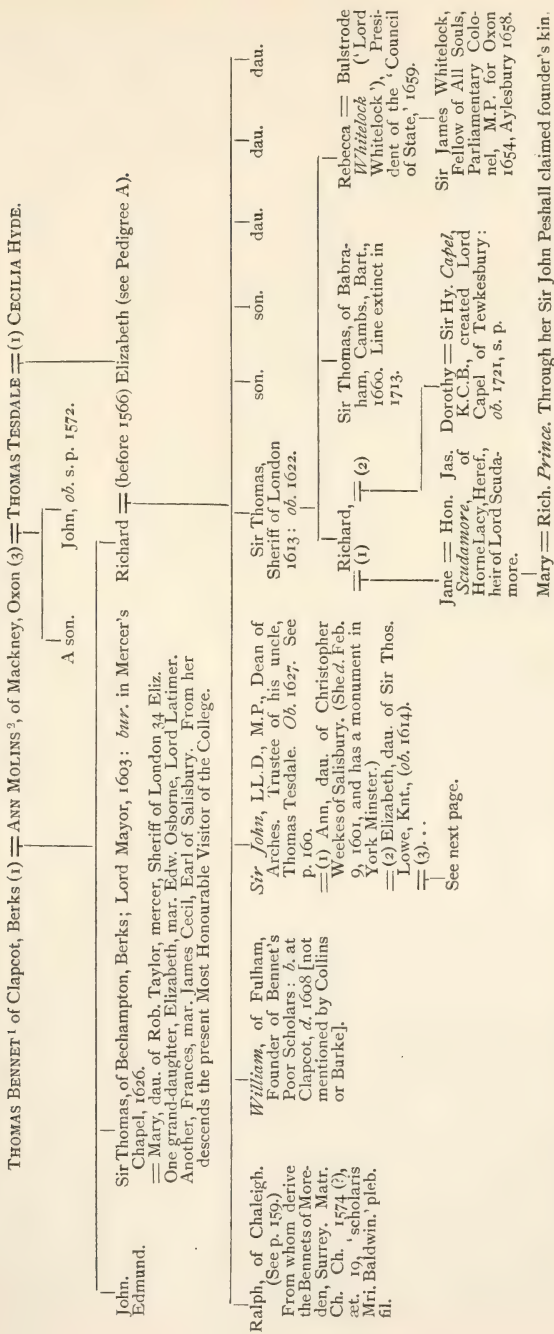 THOMAS BENNET ¹ of Clapcot, Berks (1) ═ ANN MOLINS ², of Mackney, Oxon (3) ═ THOMAS TESDALE ═ (1) CECILIA HYDE.
A son.
John, ob. s. p. 1572.
John.
Edmund.
Sir Thomas, of Bechampton, Berks; Lord Mayor, 1603: bur. in Mercer's
Chapel, 1626.
═ Mary, dau. of Rob. Taylor, mercer, Sheriff of London 34 Eliz.
One grand-daughter, Elizabeth, mar. Edw. Osborne, Lord Latimer.
Another, Frances, mar. James Cecil, Earl of Salisbury. From her
descends the present Most Honourable Visitor of the College.
Richard ═ (before 1566) Elizabeth (see Pedigree A).
Ralph, of Chaleigh.
(See p. 159.)
From whom derive
the Bennets of More-
den, Surrey. Matr.
Ch. Ch. 1574 (?),
æt. 19, 'scholaris
Mri. Baldwin.' pleb.
fil.
William, of Fulham,
Founder of Bennet's
Poor Scholars: b. at
Clapcot, d. 1608 [not
mentioned by Collins
or Burke].
Sir John, LL.D., M.P., Dean of
Arches. Trustee of his uncle,
Thomas Tesdale. Ob. 1627. See
p. 160.
═ (1) Ann, dau. of Christopher
Weekes of Salisbury. (She d. Feb.
9, 1601, and has a monument in
York Minster.)
═ (2) Elizabeth, dau. of Sir Thos.
Lowe, Knt., (ob. 1614).
═ (3)...
See next page.
Sir Thomas,
Sheriff of London
1613: ob. 1622.
son.
son.
dau.
dau.
dau.
Richard,
═ (1)
═ (2)
Sir Thomas, of Babra-
ham, Cambs., Bart.,
1660. Line extinct in
1713.
Rebecca ═ Bulstrode
Whitelock ('Lord
Whitelock'), Presi-
dent of the 'Council
of State,' 1659.
Jane ═ Hon. Jas.
Scudamore, of
Horne Lacy, Heref.,
heir of Lord Scuda-
more.
Dorothy ═ Sir Hy. Capel,
K.C.B., created Lord
Capel of Tewkesbury:
ob. 1721, s. p.
Sir James Whitelock,
Fellow of All Souls,
Parliamentary Colo-
nel, M.P. for Oxon
1654, Aylesbury 1658.
Mary ═ Rich. Prince. Through her Sir John Peshall claimed founder's kin.